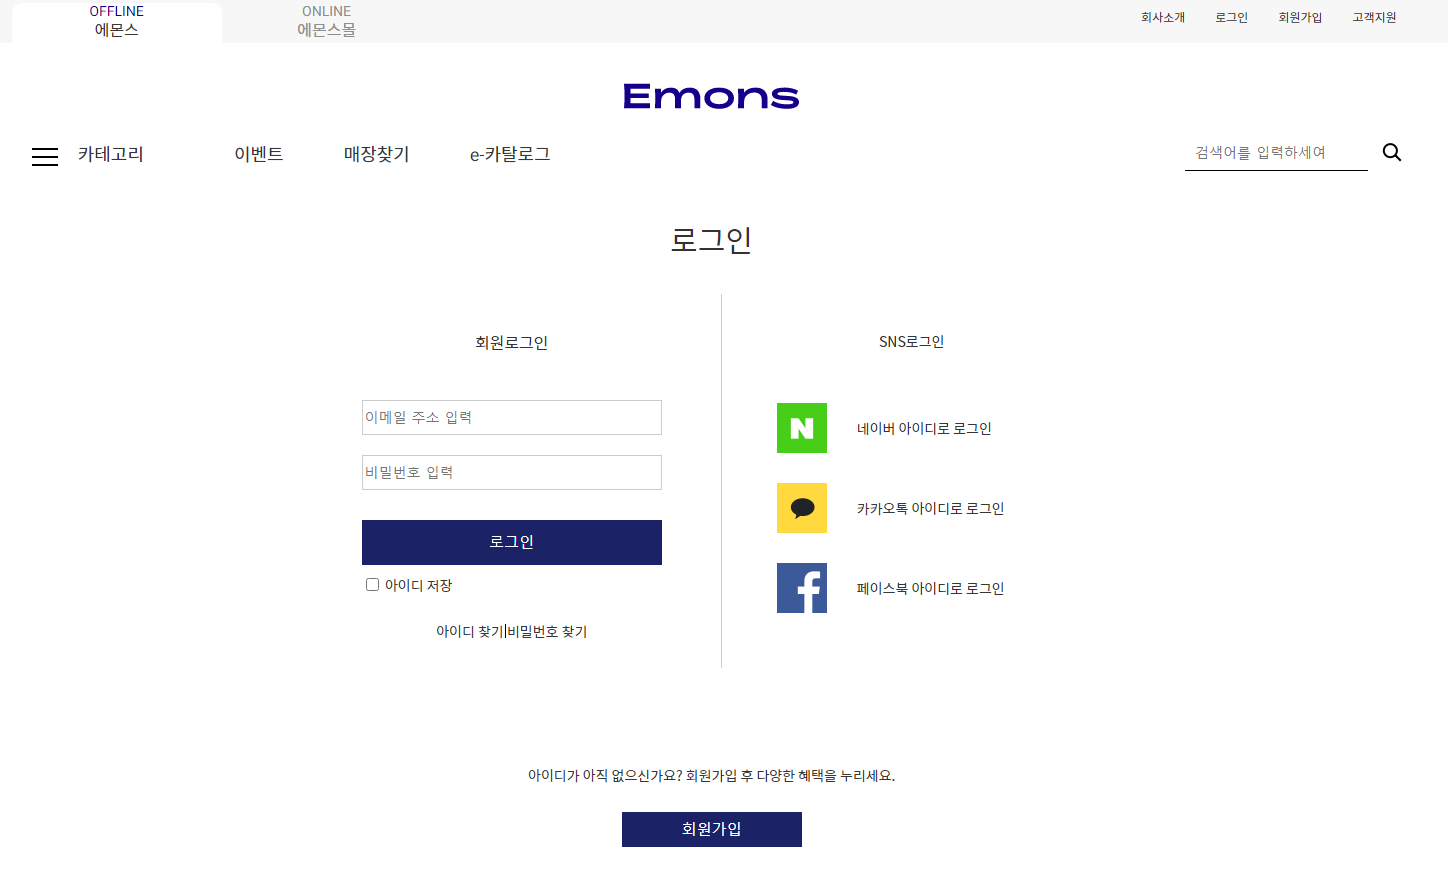 OFFLINE
에몬스
ONLINE
에몬스몰
회사소개 로그인 회원가입 고객지원
Emons
카테고리 이벤트 매장찾기 e-카탈로그 검색어를 입력하세여
로그인
회원로그인
이메일 주소 입력
비밀번호 입력
로그인
아이디 저장
아이디 찾기|비밀번호 찾기
SNS로그인
N 네이버 아이디로 로그인
카카오톡 아이디로 로그인
f 페이스북 아이디로 로그인
아이디가 아직 없으신가요? 회원가입 후 다양한 혜택을 누리세요.
회원가입